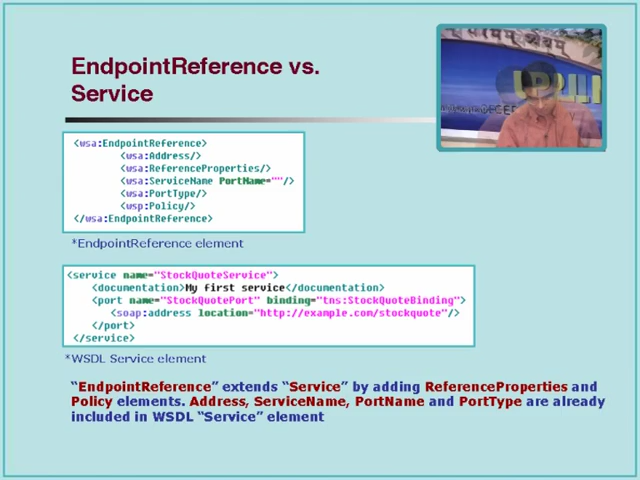 EndpointReference vs.
Service
<wsa:EndpointReference>
<wsa:Address/>
<wsa:ReferenceProperties/>
<wsa:ServiceName PortName=""/>
<wsa:PortType/>
<wsp:Policy/>
</wsa:EndpointReference>
*EndpointReference element
<service name="StockQuoteService">
<documentation>My first service</documentation>
<port name="StockQuotePort" binding="tns:StockQuoteBinding">
<soap:address location="http://example.com/stockquote"/>
</port>
</service>
*WSDL Service element
“EndpointReference” extends “Service” by adding ReferenceProperties and
Policy elements. Address, ServiceName, PortName and PortType are already
included in WSDL “Service” element